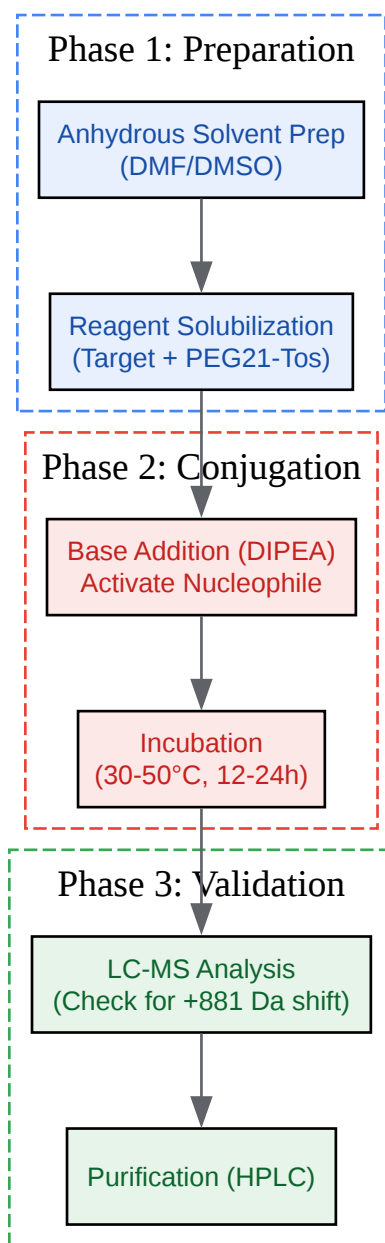 Phase 1: Preparation
Anhydrous Solvent Prep
(DMF/DMSO)
Reagent Solubilization
(Target + PEG21-Tos)
Phase 2: Conjugation
Base Addition (DIPEA)
Activate Nucleophile
Incubation
(30-50°C, 12-24h)
Phase 3: Validation
LC-MS Analysis
(Check for +881 Da shift)
Purification (HPLC)